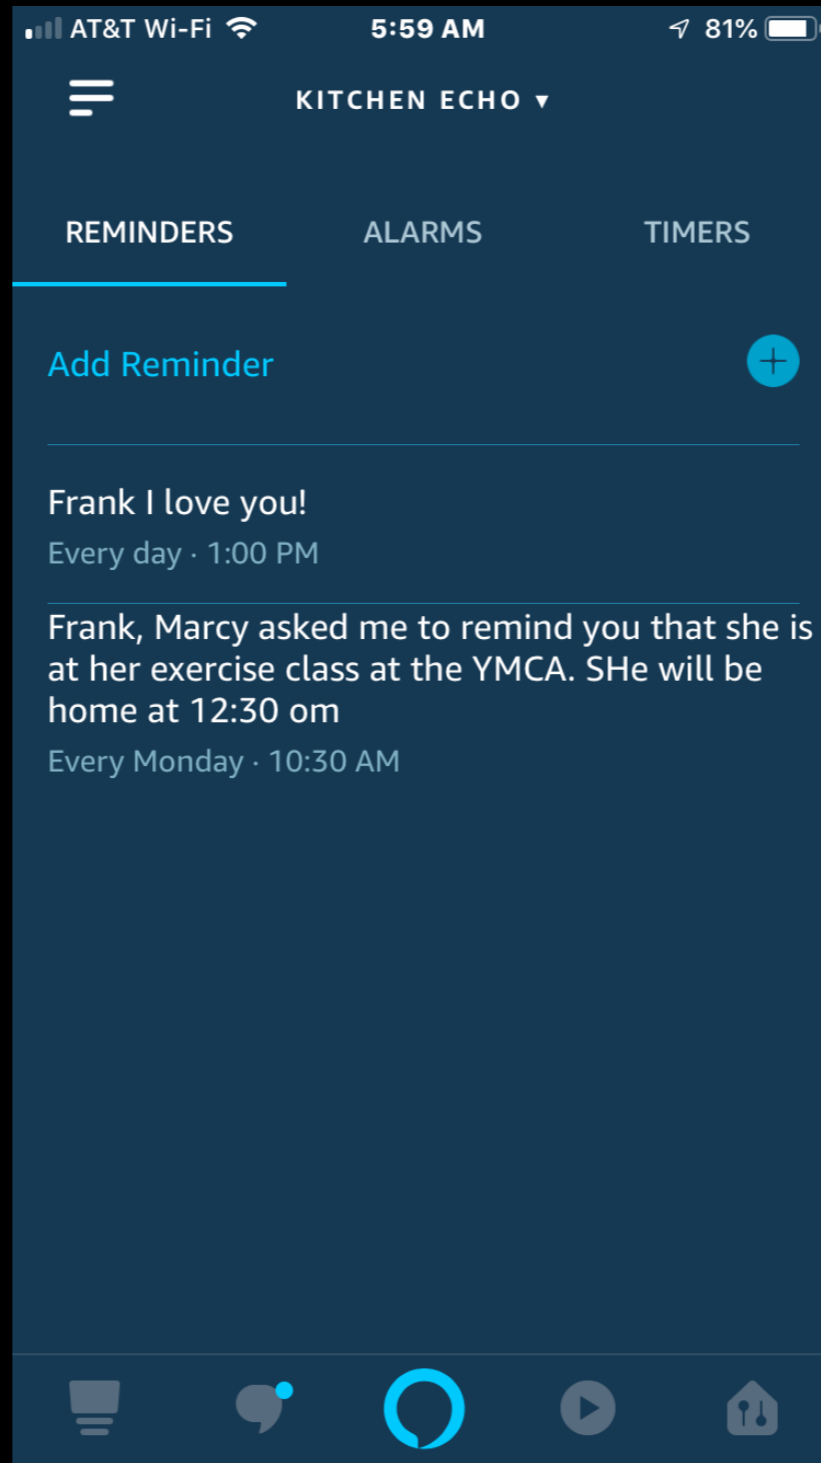 AT&T Wi-Fi 5:59 AM 81%
KITCHEN ECHO ▼
REMINDERS ALARMS TIMERS
Add Reminder
Frank I love you!
Every day · 1:00 PM
Frank, Marcy asked me to remind you that she is
at her exercise class at the YMCA. SHe will be
home at 12:30 om
Every Monday · 10:30 AM